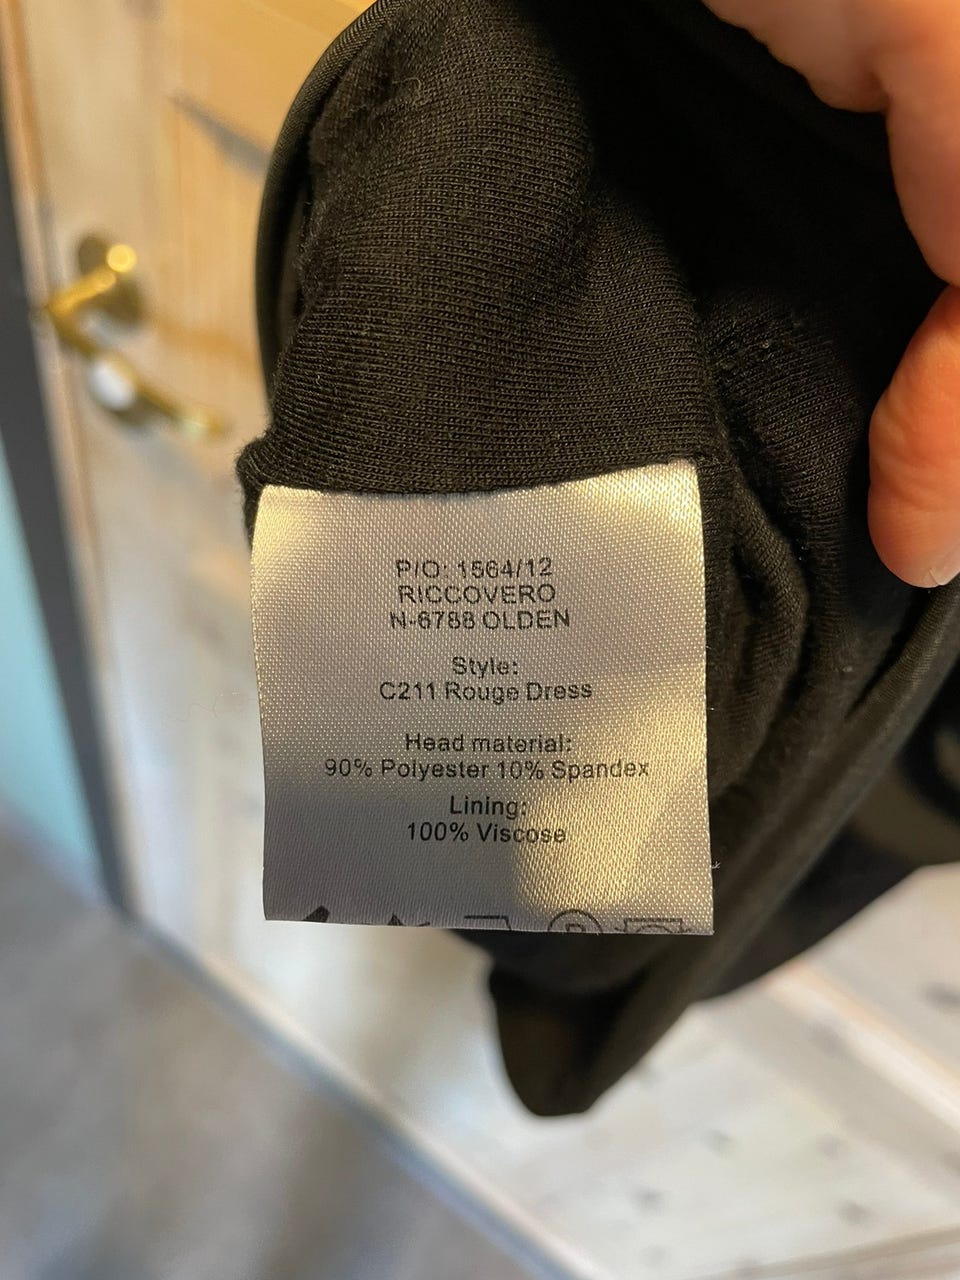 P/O: 1564/12
RICCOVERO
N-6788 OLDEN
Style:
C211 Rouge Dress
Head material:
90% Polyester 10% Spandex
Lining:
100% Viscose